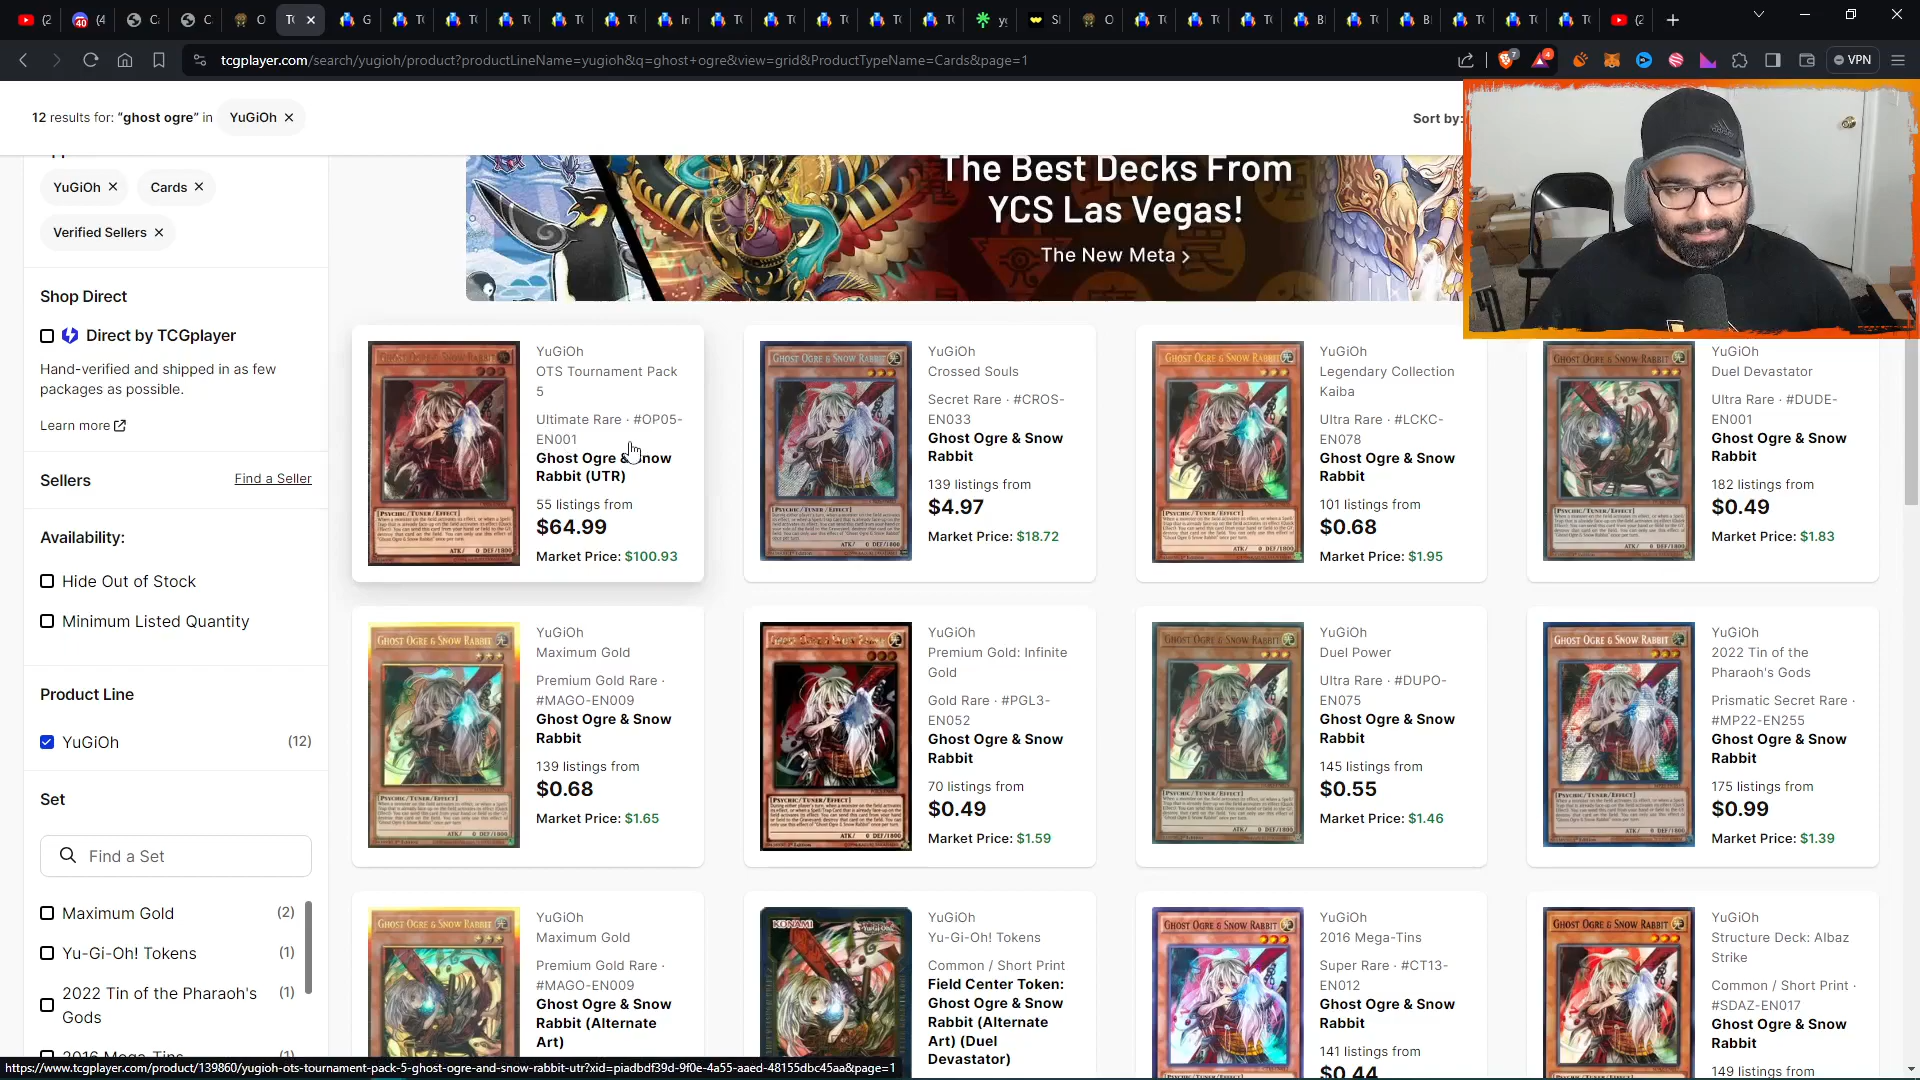 tcgplayer.com/search/yugioh/product?productLineName=yugioh&q=ghost+ogre&view=grid&ProductTypeName=Cards&page=1
VPN
12 results for: “ghost ogre” in YuGiOh ×
Sort by:
YuGiOh × Cards ×
Verified Sellers ×
Shop Direct
Direct by TCGplayer
Hand-verified and shipped in as few
packages as possible.
Learn more
Sellers Find a Seller
Availability:
Hide Out of Stock
Minimum Listed Quantity
Product Line
YuGiOh (12)
Set
Find a Set
Maximum Gold (2)
Yu-Gi-Oh! Tokens (1)
2022 Tin of the Pharaoh's (1)
Gods
2016 Mega-Tins (1)
The Best Decks From
YCS Las Vegas!
The New Meta >
YuGiOh
OTS Tournament Pack
5
Ultimate Rare · #OP05-
EN001
Ghost Ogre & Snow
Rabbit (UTR)
55 listings from
$64.99
Market Price: $100.93
YuGiOh
Crossed Souls
Secret Rare · #CROS-
EN033
Ghost Ogre & Snow
Rabbit
139 listings from
$4.97
Market Price: $18.72
YuGiOh
Legendary Collection
Kaiba
Ultra Rare · #LCKC-
EN078
Ghost Ogre & Snow
Rabbit
101 listings from
$0.68
Market Price: $1.95
YuGiOh
Duel Devastator
Ultra Rare · #DUDE-
EN001
Ghost Ogre & Snow
Rabbit
182 listings from
$0.49
Market Price: $1.83
YuGiOh
Maximum Gold
Premium Gold Rare ·
#MAGO-EN009
Ghost Ogre & Snow
Rabbit
139 listings from
$0.68
Market Price: $1.65
YuGiOh
Premium Gold: Infinite
Gold
Gold Rare · #PGL3-
EN052
Ghost Ogre & Snow
Rabbit
70 listings from
$0.49
Market Price: $1.59
YuGiOh
Duel Power
Ultra Rare · #DUPO-
EN075
Ghost Ogre & Snow
Rabbit
145 listings from
$0.55
Market Price: $1.46
YuGiOh
2022 Tin of the
Pharaoh's Gods
Prismatic Secret Rare ·
#MP22-EN255
Ghost Ogre & Snow
Rabbit
175 listings from
$0.99
Market Price: $1.39
YuGiOh
Maximum Gold
Premium Gold Rare ·
#MAGO-EN009
Ghost Ogre & Snow
Rabbit (Alternate
Art)
KONAMI
YuGiOh
Yu-Gi-Oh! Tokens
Common / Short Print
Field Center Token:
Ghost Ogre & Snow
Rabbit (Alternate
Art) (Duel
Devastator)
YuGiOh
2016 Mega-Tins
Super Rare · #CT13-
EN012
Ghost Ogre & Snow
Rabbit
141 listings from
$0.44
YuGiOh
Structure Deck: Albaz
Strike
Common / Short Print ·
#SDAZ-EN017
Ghost Ogre & Snow
Rabbit
149 listings from
https://www.tcgplayer.com/product/139860/yugioh-ots-tournament-pack-5-ghost-ogre-and-snow-rabbit-utr?xid=piadbdf39d-9f0e-4a55-aaed-48155dbc45aa&page=1